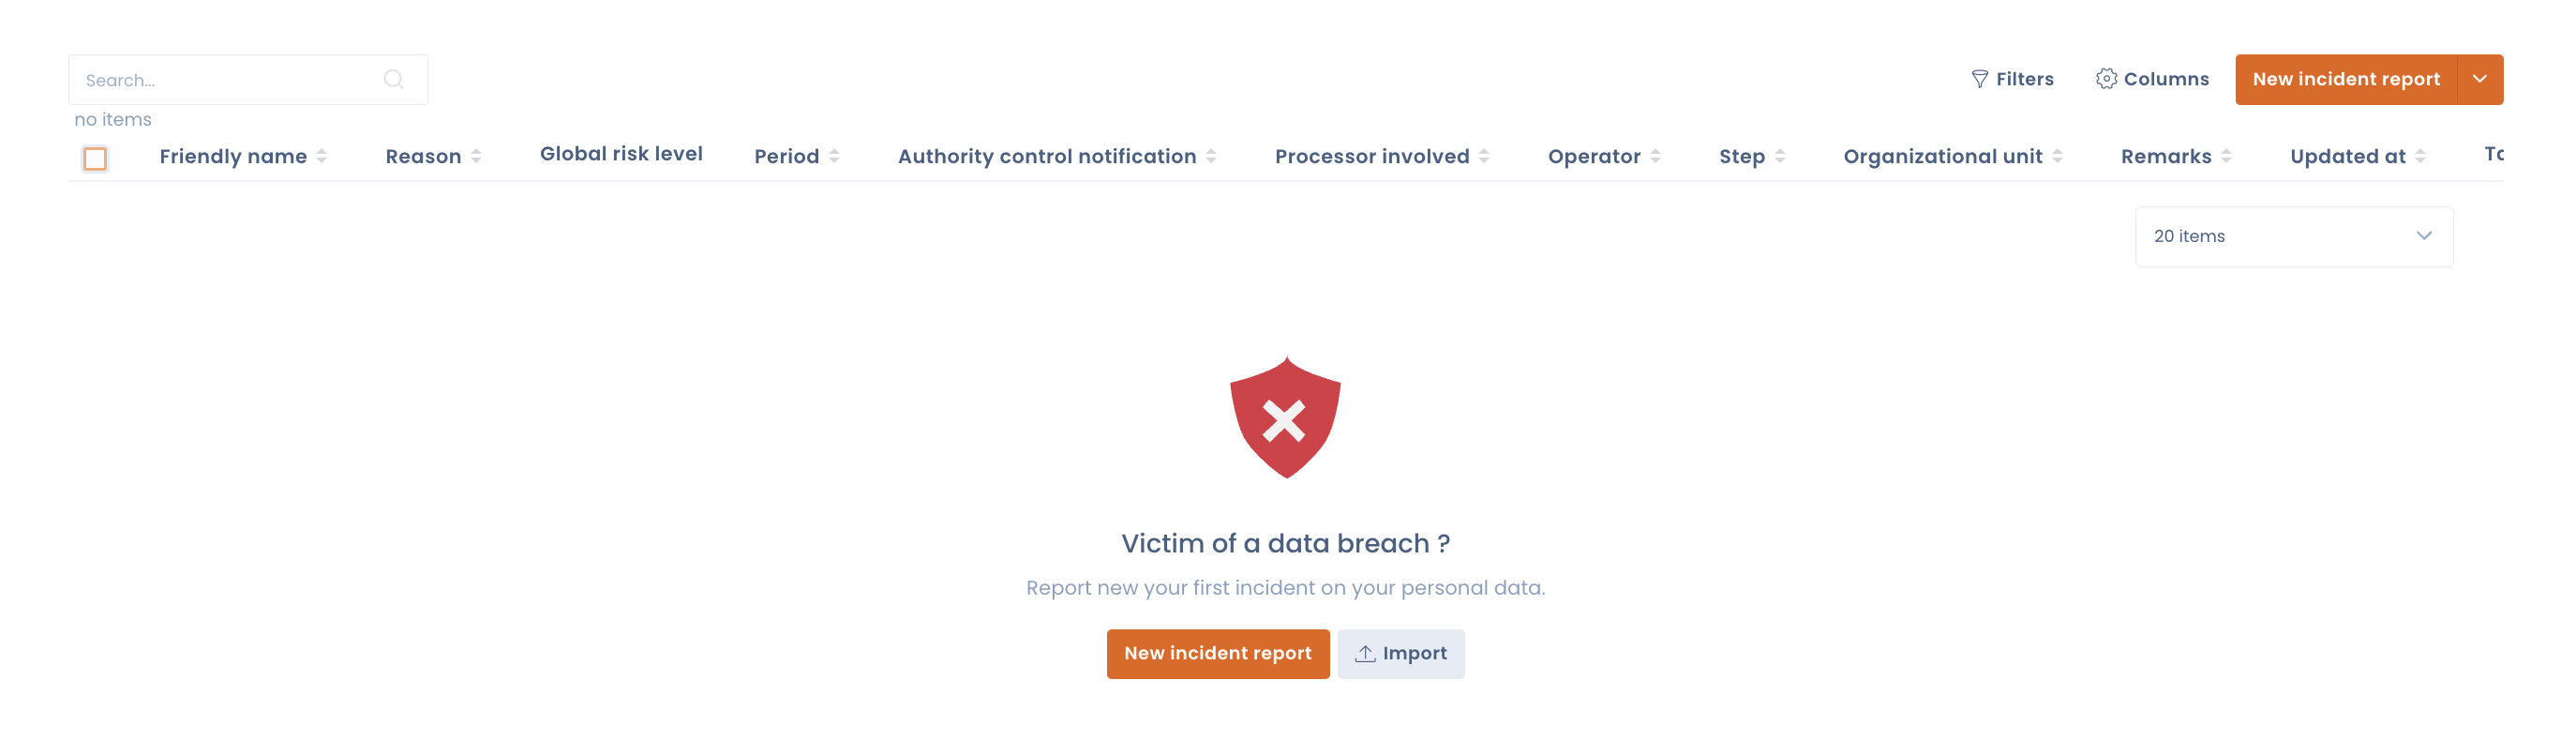 Search...
Filters
Columns
New incident report
no items
Friendly name Reason Global risk level Period Authority control notification Processor involved Operator Step Organizational unit Remarks Updated at
20 items
Victim of a data breach ?
Report new your first incident on your personal data.
New incident report
Import